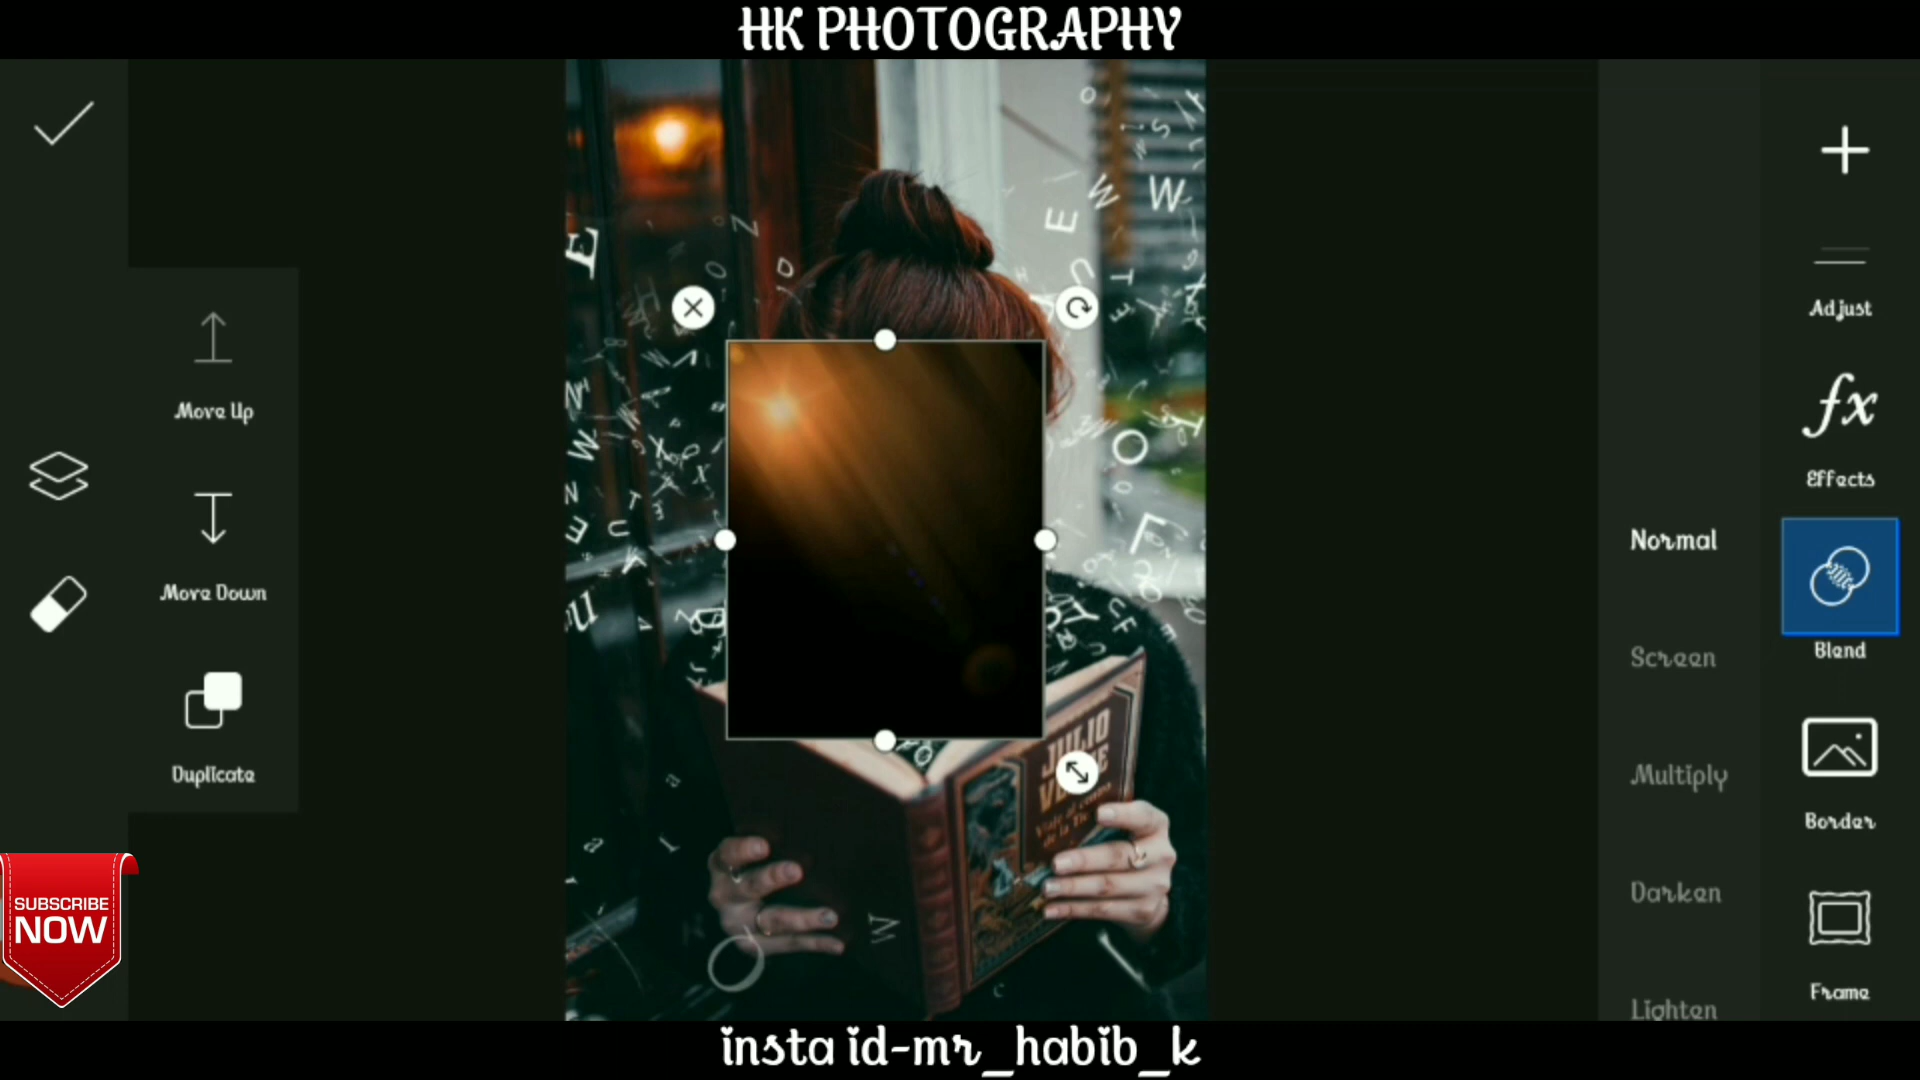 HK PHOTOGRAPHY
Move Up
Move Down
Duplicate
SUBSCRIBE
NOW
Adjust
fx
Effects
Blend
Border
Frame
Normal
Screen
Multiply
Darken
Lighten
JULIO
insta id-mr_habib_k